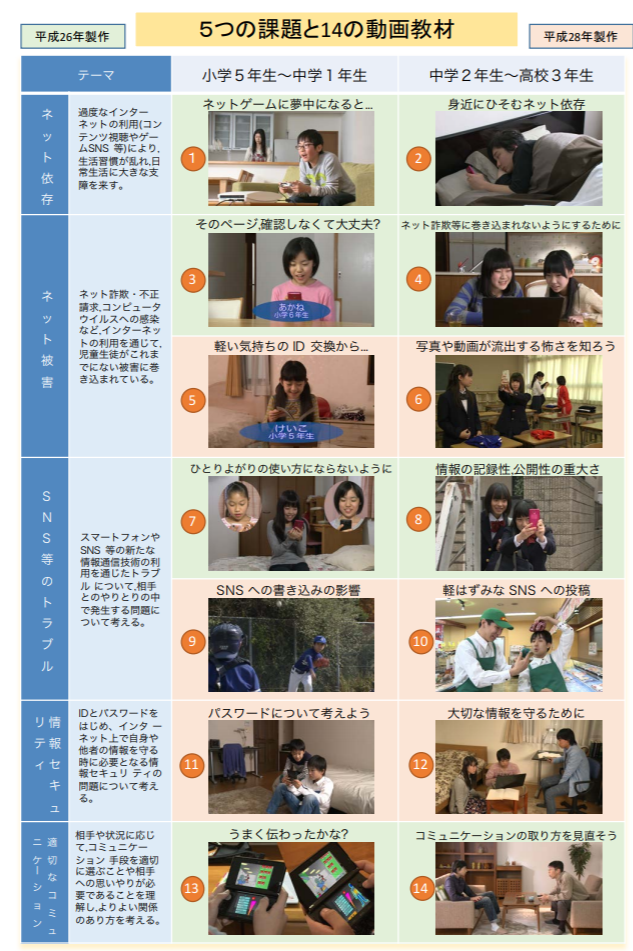 平成26年製作
5つの課題と14の動画教材
平成28年製作
テーマ
小学5年生～中学1年生
中学2年生～高校3年生
ネット依存
過度なインター
ネットの利用(コン
テンツ視聴やゲー
ムSNS 等)により,
生活習慣が乱れ,日
常生活に大きな支
障を来す。
ネットゲームに夢中になると…
1
身近にひそむネット依存
2
ネット被害
ネット詐欺・不正
請求,コンピュータ
ウイルスへの感染
など,インターネッ
トの利用を通じて,
児童生徒がこれま
でにない被害に巻
き込まれている。
そのページ,確認しなくて大丈夫?
3
あかね
小学6年生
ネット詐欺等に巻き込まれないようにするために
4
軽い気持ちの ID 交換から…
5
けいこ
小学5年生
写真や動画が流出する怖さを知ろう
6
SNS等のトラブル
スマートフォンや
SNS 等の新たな
情報通信技術の利
用を通じたトラブ
ル について,相手
とのやりとりの中
で発生する問題に
ついて考える。
ひとりよがりの使い方にならないように
7
情報の記録性,公開性の重大さ
8
SNS への書き込みの影響
9
軽はずみな SNS への投稿
10
情報セキュ
リティ
IDとパスワードを
はじめ、インタ ー
ネット上で自身や
他者の情報を守る
時に必要となる情
報セキュリ ティの
問題について考え
る。
パスワードについて考えよう
11
大切な情報を守るために
12
適切なコミュ
ニケーション
相手や状況に応じ
て,コミュニケー
ション 手段を適切
に選ぶことや相手
への思いやりが必
要であることを理
解し,よりよい関係
のあり方を考える。
うまく伝わったかな?
13
コミュニケーションの取り方を見直そう
14